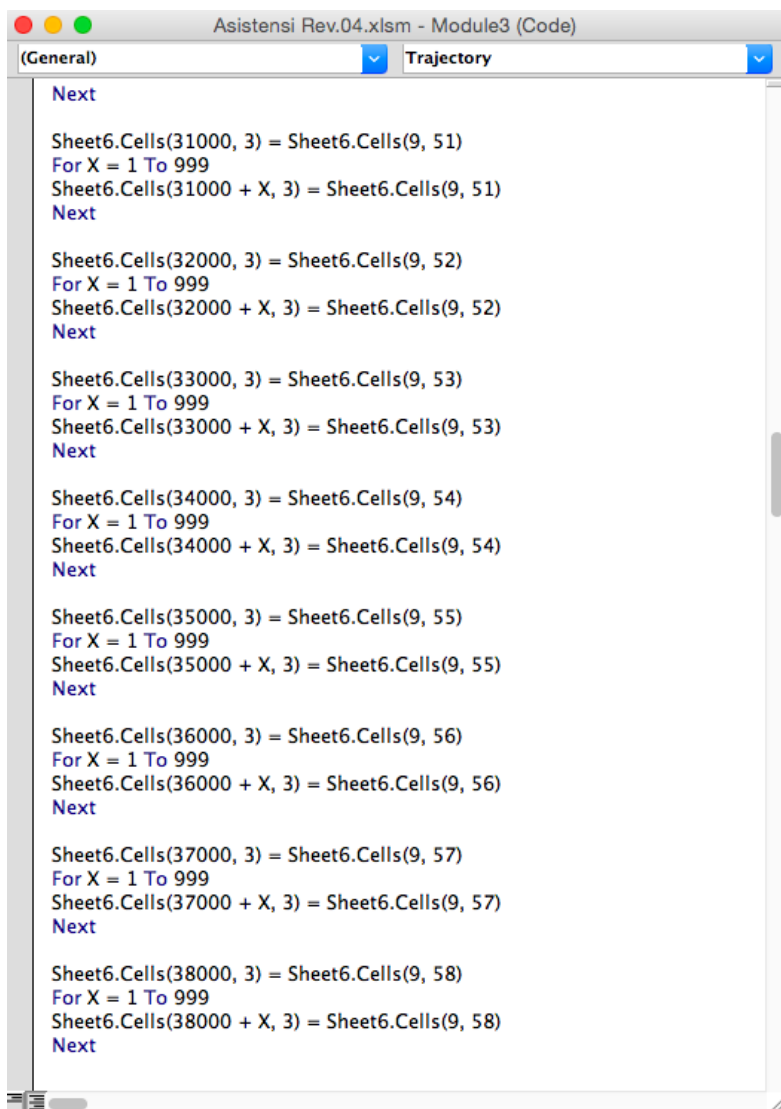 Asistensi Rev.04.xlsm - Module3 (Code)
(General) Trajectory
Next
Sheet6.Cells(31000, 3) = Sheet6.Cells(9, 51)
For X = 1 To 999
Sheet6.Cells(31000 + X, 3) = Sheet6.Cells(9, 51)
Next
Sheet6.Cells(32000, 3) = Sheet6.Cells(9, 52)
For X = 1 To 999
Sheet6.Cells(32000 + X, 3) = Sheet6.Cells(9, 52)
Next
Sheet6.Cells(33000, 3) = Sheet6.Cells(9, 53)
For X = 1 To 999
Sheet6.Cells(33000 + X, 3) = Sheet6.Cells(9, 53)
Next
Sheet6.Cells(34000, 3) = Sheet6.Cells(9, 54)
For X = 1 To 999
Sheet6.Cells(34000 + X, 3) = Sheet6.Cells(9, 54)
Next
Sheet6.Cells(35000, 3) = Sheet6.Cells(9, 55)
For X = 1 To 999
Sheet6.Cells(35000 + X, 3) = Sheet6.Cells(9, 55)
Next
Sheet6.Cells(36000, 3) = Sheet6.Cells(9, 56)
For X = 1 To 999
Sheet6.Cells(36000 + X, 3) = Sheet6.Cells(9, 56)
Next
Sheet6.Cells(37000, 3) = Sheet6.Cells(9, 57)
For X = 1 To 999
Sheet6.Cells(37000 + X, 3) = Sheet6.Cells(9, 57)
Next
Sheet6.Cells(38000, 3) = Sheet6.Cells(9, 58)
For X = 1 To 999
Sheet6.Cells(38000 + X, 3) = Sheet6.Cells(9, 58)
Next